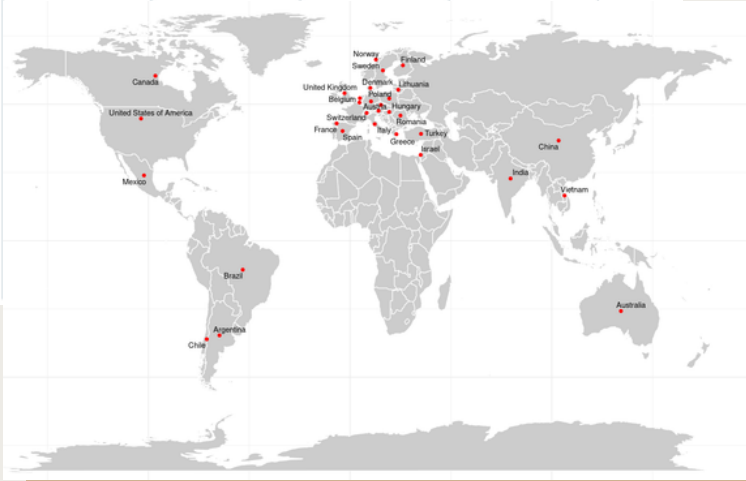 Norway
Finland
Sweden
Canada
Denmark
Lithuania
United Kingdom
Poland
Belgium
Austria
Hungary
United States of America
Switzerland
Romania
France
Italy
Turkey
Spain
Greece
Israel
China
India
Mexico
Vietnam
Brazil
Australia
Argentina
Chile